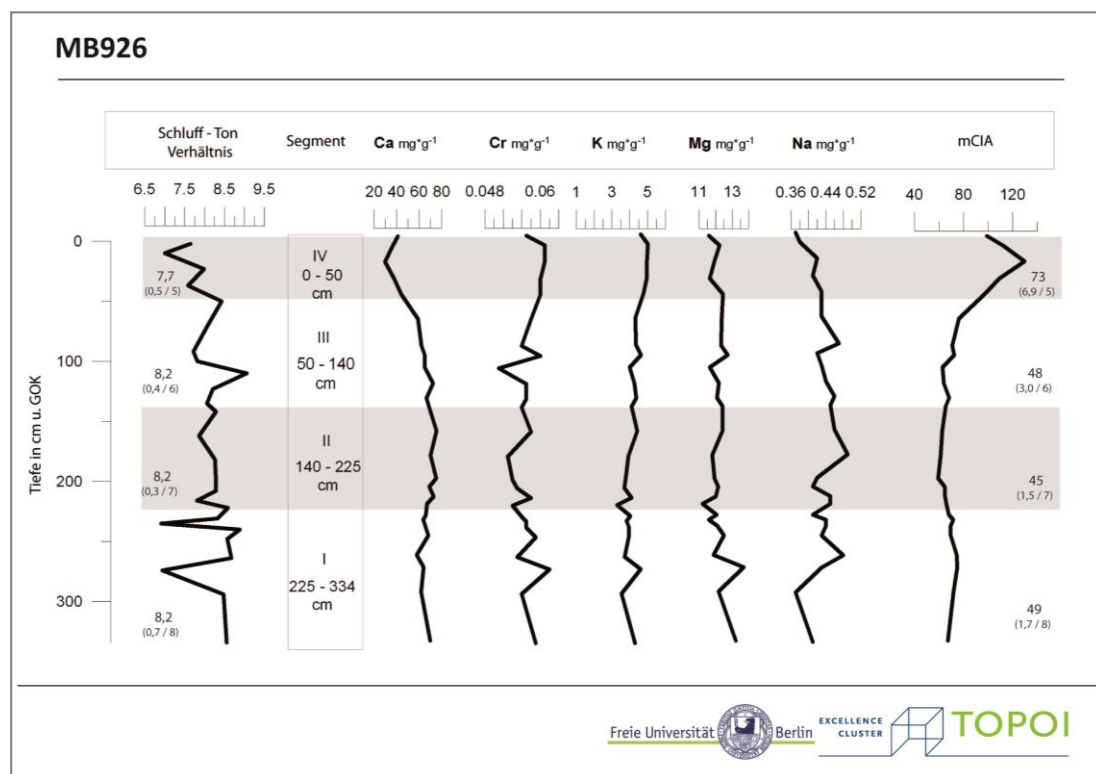 MB926
Schluff - Ton
Verhältnis
Segment
Ca mg*g-1
Cr mg*g-1
K mg*g-1
Mg mg*g-1
Na mg*g-1
mCIA
6.5 7.5 8.5 9.5
20 40 60 80
0.048 0.06
1 3 5
11 13
0.36 0.44 0.52
40 80 120
Tiefe in cm u. GOK
0
100
200
300
7,7
(0,5 / 5)
IV
0 - 50
cm
73
(6,9 / 5)
8,2
(0,4 / 6)
III
50 - 140
cm
48
(3,0 / 6)
8,2
(0,3 / 7)
II
140 - 225
cm
45
(1,5 / 7)
8,2
(0,7 / 8)
I
225 - 334
cm
49
(1,7 / 8)
Freie Universität Berlin
EXCELLENCE
CLUSTER
TOPOI